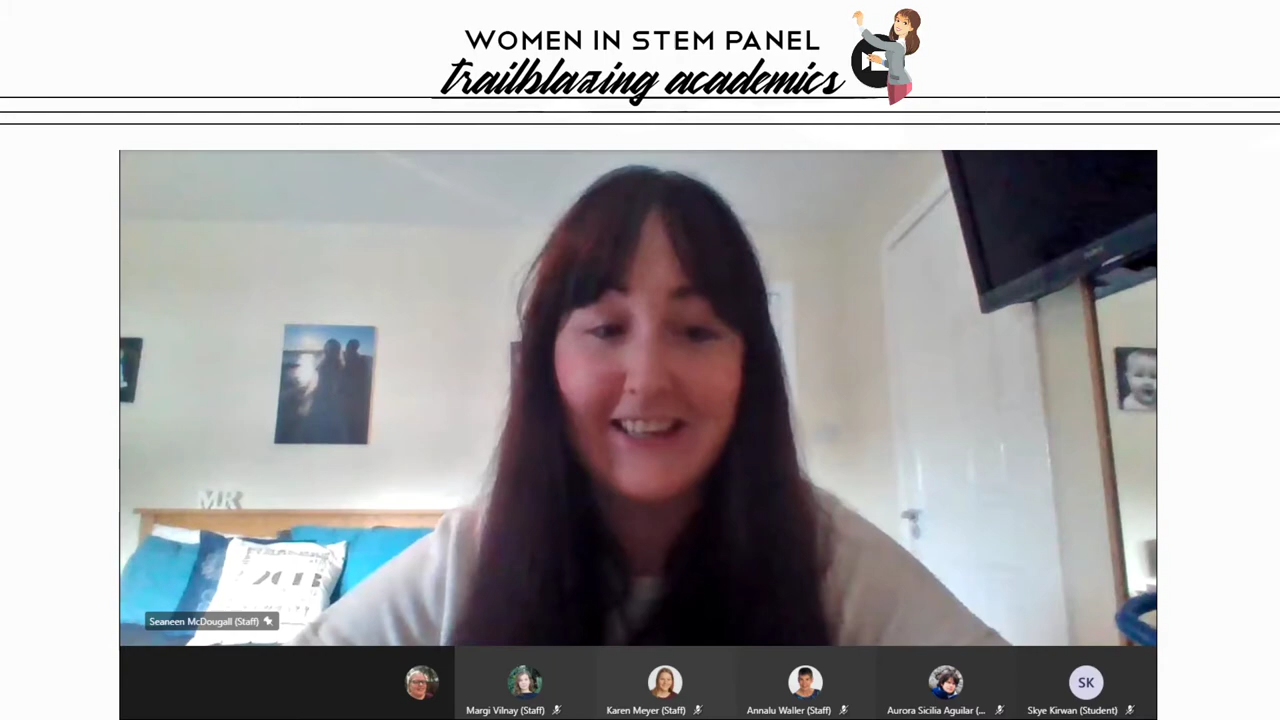 WOMEN IN STEM PANEL
trailblazing academics
MR
2013
Seaneen McDougall (Staff)
Margi Vilnay (Staff)
Karen Meyer (Staff)
Annalu Waller (Staff)
Aurora Sicilia Aguilar (...
SK
Skye Kirwan (Student)